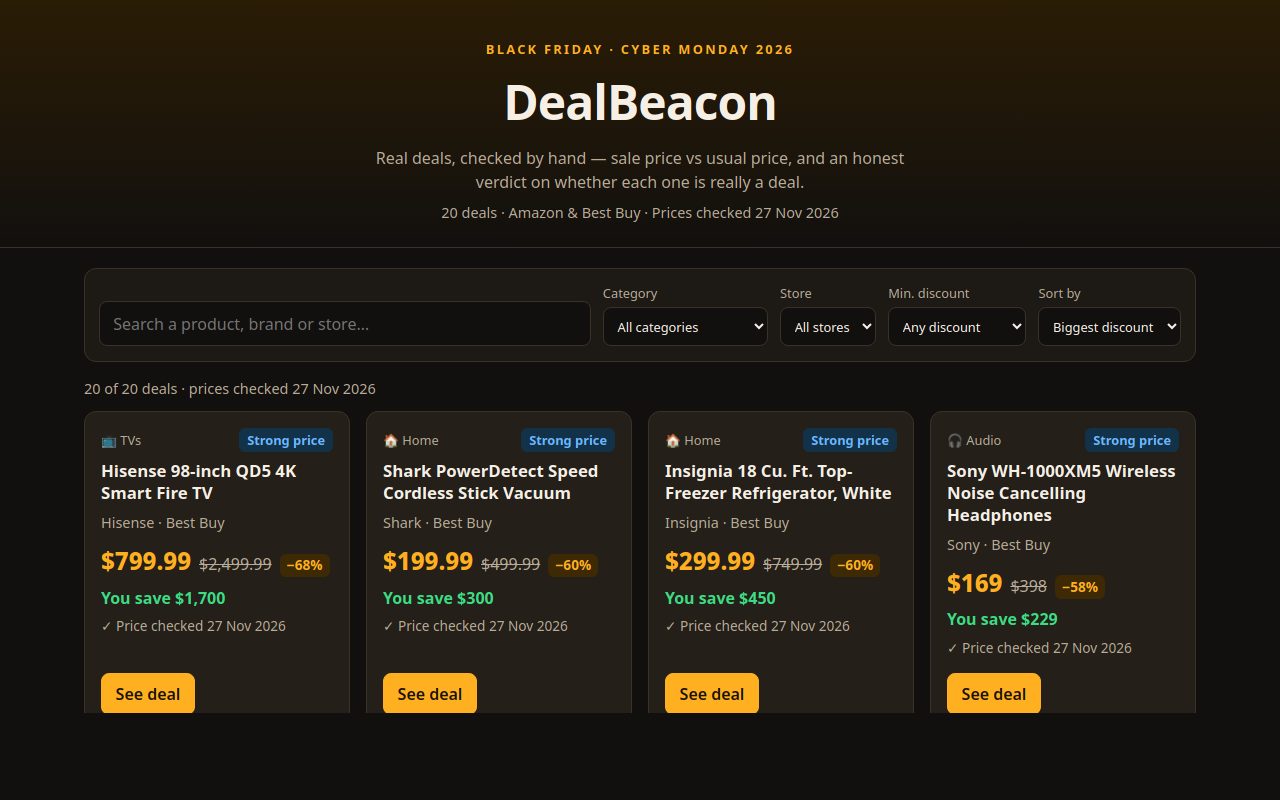 BLACK FRIDAY · CYBER MONDAY 2026
DealBeacon
Real deals, checked by hand — sale price vs usual price, and an honest
verdict on whether each one is really a deal.
20 deals · Amazon & Best Buy · Prices checked 27 Nov 2026
Search a product, brand or store...
Category
All categories
Store
All stores
Min. discount
Any discount
Sort by
Biggest discount
20 of 20 deals · prices checked 27 Nov 2026
📺 TVs
Strong price
Hisense 98-inch QD5 4K
Smart Fire TV
Hisense · Best Buy
$799.99 $2,499.99 −68%
You save $1,700
✓ Price checked 27 Nov 2026
See deal
🏠 Home
Strong price
Shark PowerDetect Speed
Cordless Stick Vacuum
Shark · Best Buy
$199.99 $499.99 −60%
You save $300
✓ Price checked 27 Nov 2026
See deal
🏠 Home
Strong price
Insignia 18 Cu. Ft. Top-
Freezer Refrigerator, White
Insignia · Best Buy
$299.99 $749.99 −60%
You save $450
✓ Price checked 27 Nov 2026
See deal
🎧 Audio
Strong price
Sony WH-1000XM5 Wireless
Noise Cancelling
Headphones
Sony · Best Buy
$169 $398 −58%
You save $229
✓ Price checked 27 Nov 2026
See deal